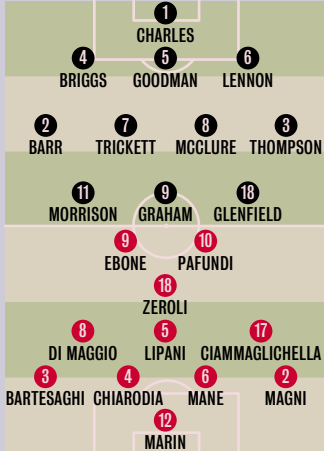 1
CHARLES
4 5 6
BRIGGS GOODMAN LENNON
2 7 8 3
BARR TRICKETT MCCLURE THOMPSON
11 9 18
MORRISON GRAHAM GLENFIELD
9 10
EBONE PAFUNDI
18
ZEROLI
8 5 17
DI MAGGIO LIPANI CIAMMAGLICHELLA
3 4 6 2
BARTESAGHI CHIARODIA MANE MAGNI
12
MARIN